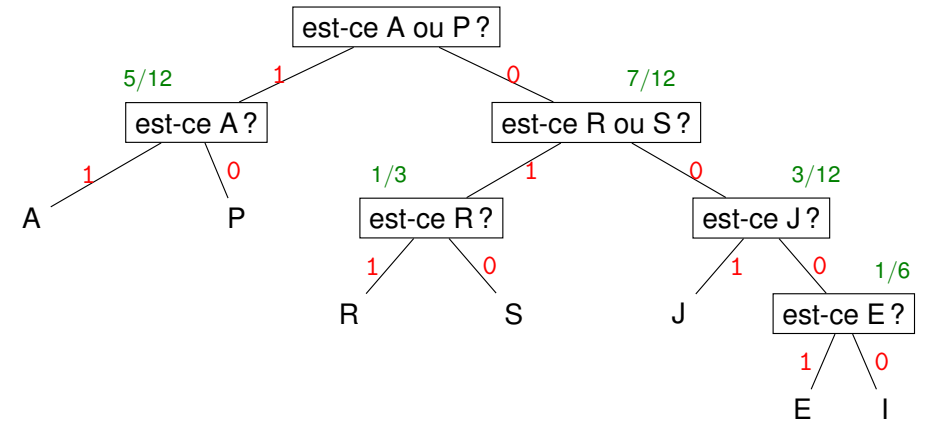 est-ce A ou P ?
5/12 1 0 7/12
est-ce A ? est-ce R ou S ?
1 0 1/3 1 0 3/12
A P est-ce R ? est-ce J ?
1 0 1 0 1/6
R S J est-ce E ?
1 0
E I